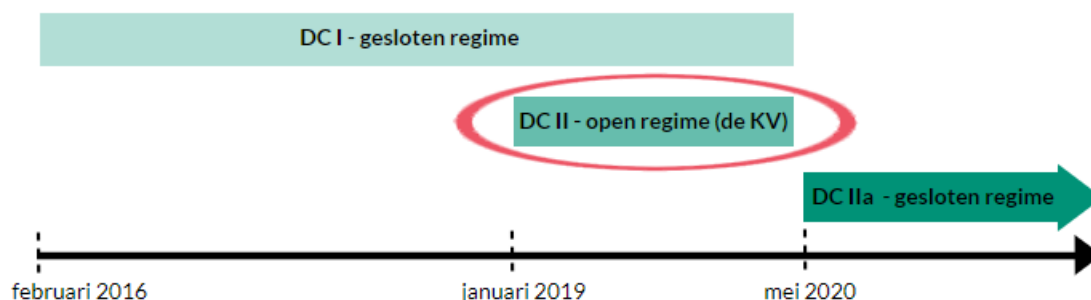 DC I - gesloten regime
DC II - open regime (de KV)
DC IIa - gesloten regime
februari 2016
januari 2019
mei 2020